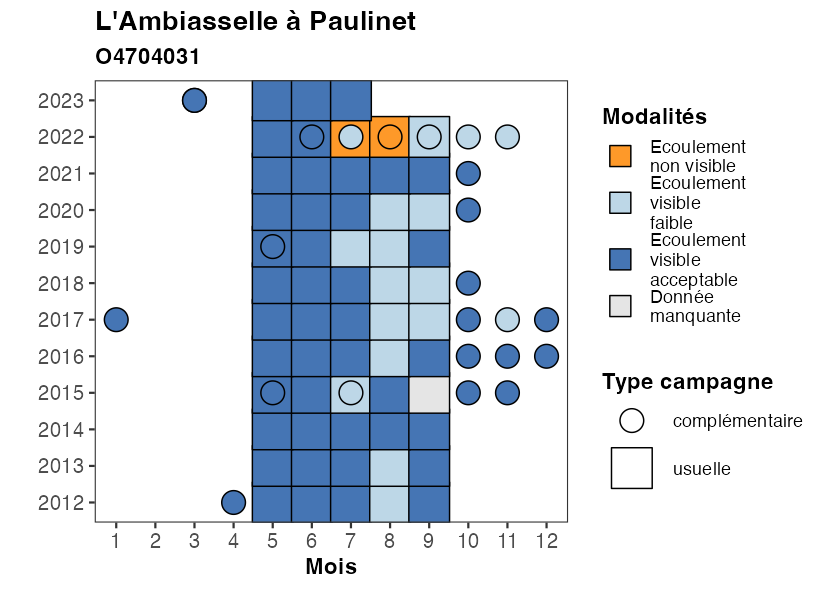 L'Ambiasselle à Paulinet
O4704031
2023
2022
2021
2020
2019
2018
2017
2016
2015
2014
2013
2012
1 2 3 4 5 6 7 8 9 10 11 12
Mois
Modalités
Ecoulement
non visible
Ecoulement
visible
faible
Ecoulement
visible
acceptable
Donnée
manquante
Type campagne
complémentaire
usuelle